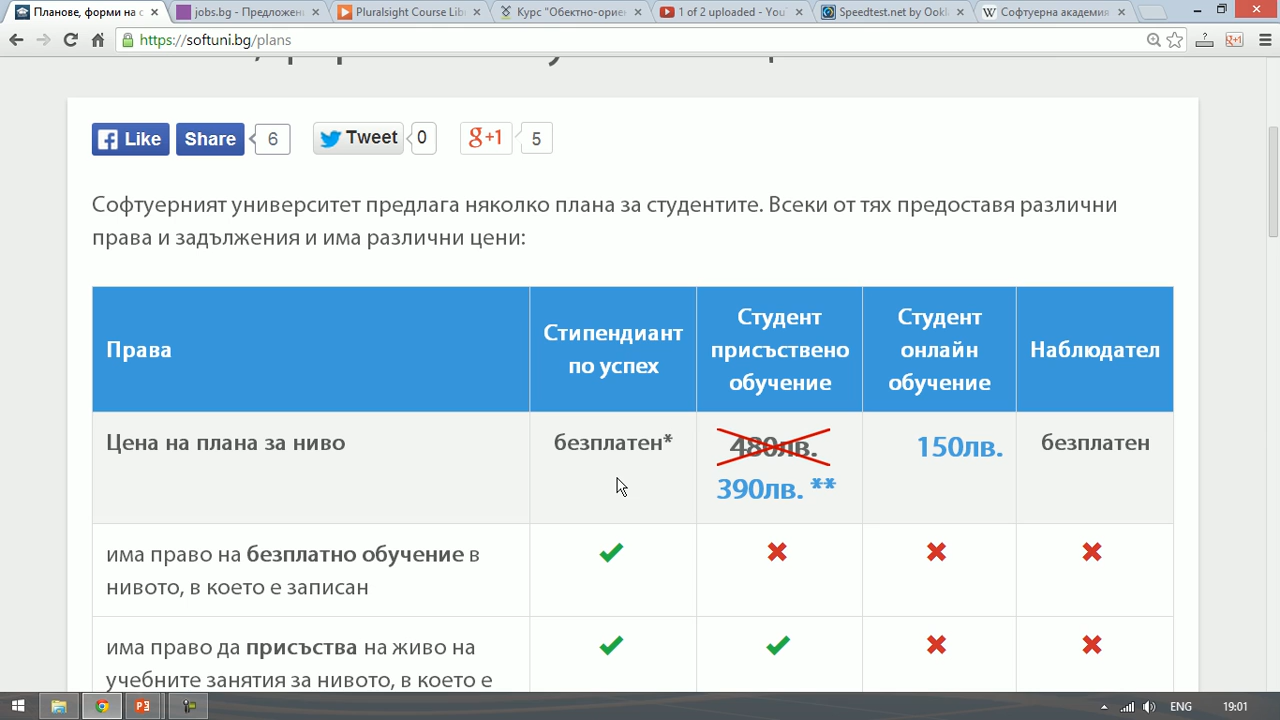 Планове, форми на о
jobs.bg - Предложени
Pluralsight Course Libr
Курс "Обектно-орие
1 of 2 uploaded - You
Speedtest.net by Ookl
Софтуерна академия
https://softuni.bg/plans
Like
Share
6
Tweet
0
g+1
5
Софтуерният университет предлага няколко плана за студентите. Всеки от тях предоставя различни
права и задължения и има различни цени:
Права
Стипендиант
по успех
Студент
присъствено
обучение
Студент
онлайн
обучение
Наблюдател
Цена на плана за ниво
безплатен*
480лв.
390лв. **
150лв.
безплатен
има право на безплатно обучение в
нивото, в което е записан
има право да присъства на живо на
учебните занятия за нивото, в което е
ENG
19:01